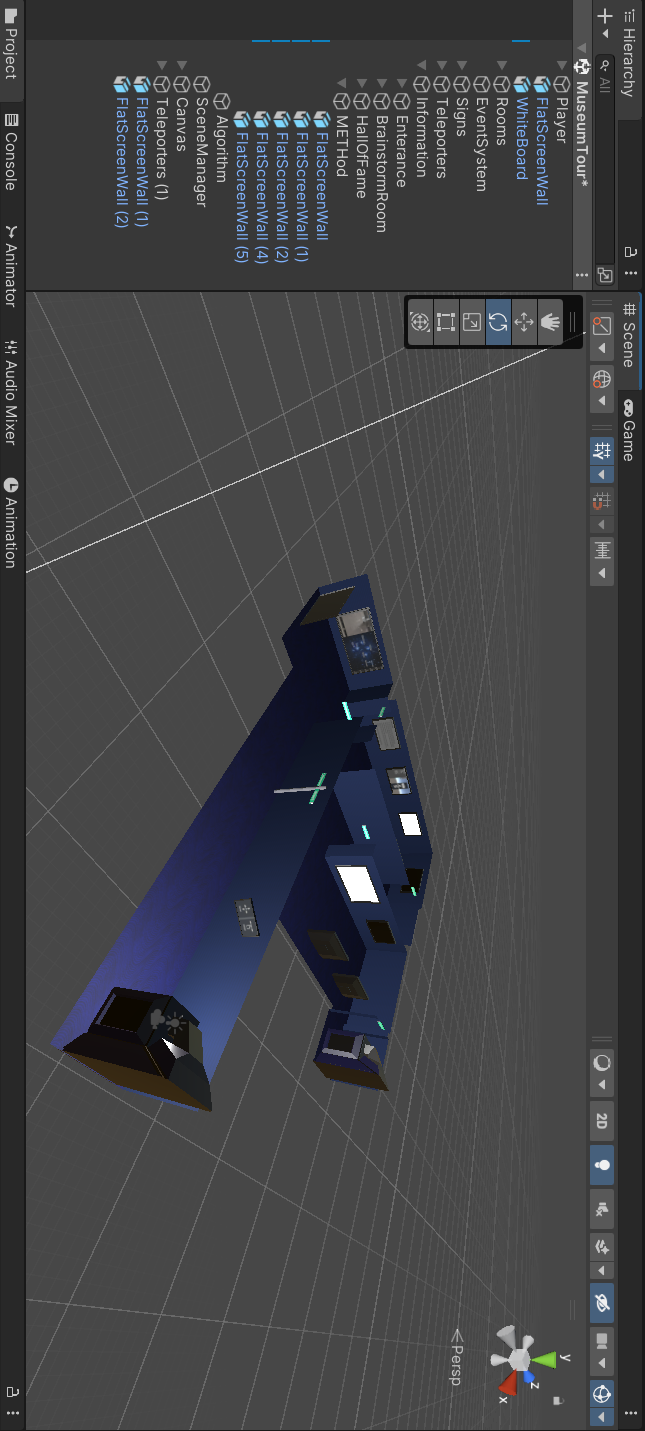 Hierarchy
All
MuseumTour*
Player
FlatScreenWall
WhiteBoard
Rooms
EventSystem
Signs
Teleporters
Information
Enterance
BrainstormRoom
HallOfFame
METHod
FlatScreenWall
FlatScreenWall (1)
FlatScreenWall (2)
FlatScreenWall (4)
FlatScreenWall (5)
Algorithm
SceneManager
Canvas
Teleporters (1)
FlatScreenWall (1)
FlatScreenWall (2)
Scene
Game
2D
y
z
x
Persp
Project
Console
Animator
Audio Mixer
Animation